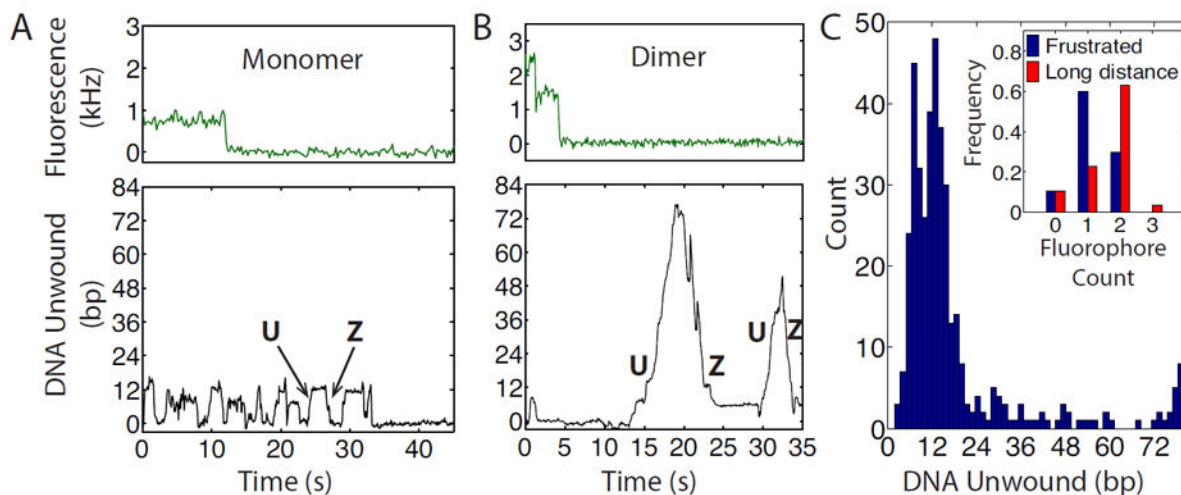 A
Monomer
Fluorescence
(kHz)
3
2
1
0
DNA Unwound
(bp)
84
72
60
48
36
24
12
0
U
Z
0 10 20 30 40
Time (s)
B
Dimer
3
2
1
0
84
72
60
48
36
24
12
0
U
Z
U
Z
0 5 10 15 20 25 30 35
Time (s)
C
Count
50
40
30
20
10
0
0 12 24 36 48 60 72
DNA Unwound (bp)
Frustrated
Long distance
Frequency
0.8
0.6
0.4
0.2
0
0 1 2 3
Fluorophore
Count